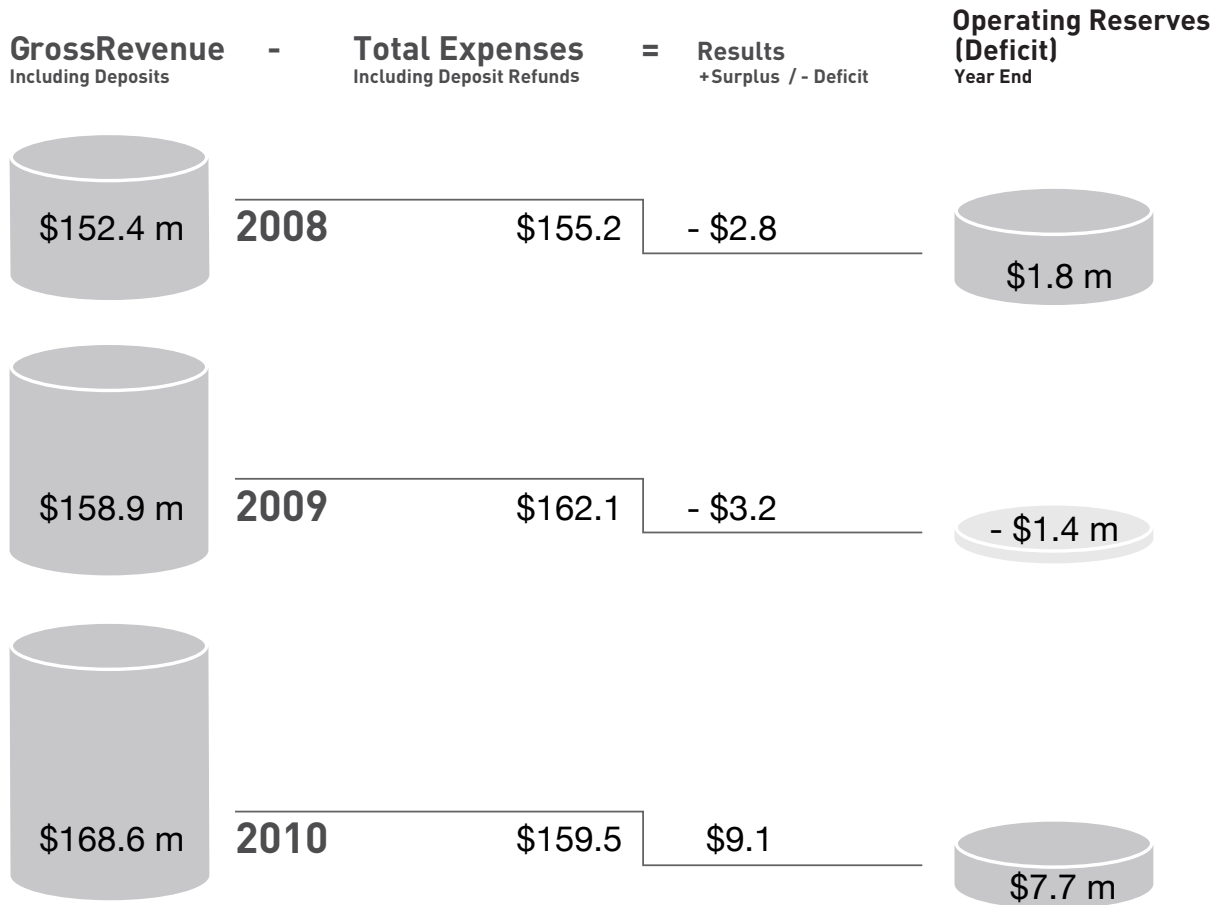 GrossRevenue - Total Expenses = Results
Including Deposits Including Deposit Refunds +Surplus / - Deficit
Operating Reserves
(Deficit)
Year End
$152.4 m 2008 $155.2 - $2.8 $1.8 m
$158.9 m 2009 $162.1 - $3.2 - $1.4 m
$168.6 m 2010 $159.5 $9.1 $7.7 m